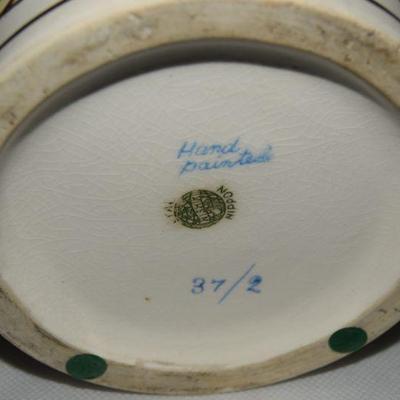 Hand
painted
NIPPON
37/2